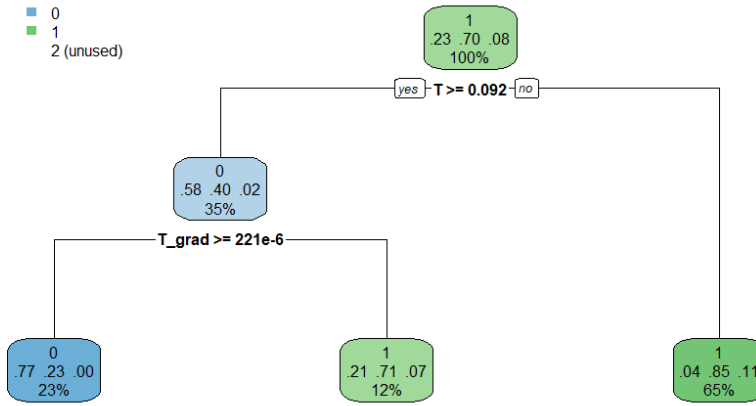 0
1
2 (unused)
1
.23 .70 .08
100%
yes T >= 0.092 no
0
.58 .40 .02
35%
T_grad >= 221e-6
0
.77 .23 .00
23%
1
.21 .71 .07
12%
1
.04 .85 .11
65%